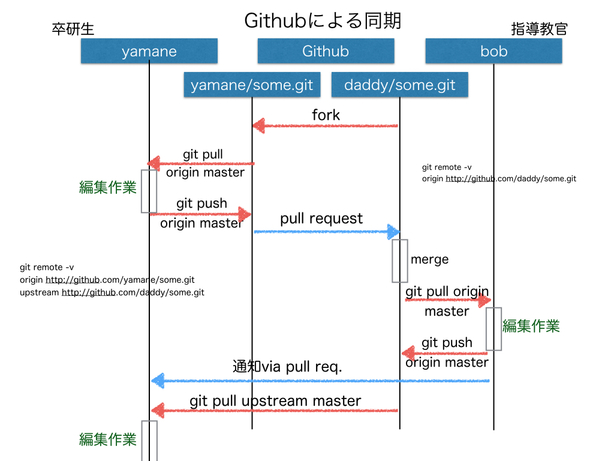 Githubによる同期
卒研生
指導教官
yamane
Github
bob
yamane/some.git
daddy/some.git
fork
git pull
origin master
git remote -v
origin http://github.com/daddy/some.git
編集作業
git push
origin master
pull request
merge
git remote -v
origin http://github.com/yamane/some.git
upstream http://github.com/daddy/some.git
git pull origin
master
編集作業
git push
origin master
通知via pull req.
git pull upstream master
編集作業